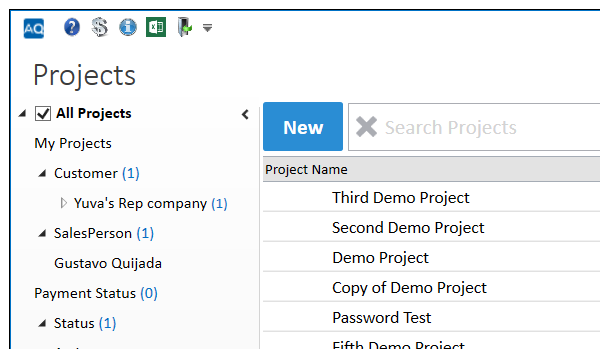 AQ
Projects
All Projects
My Projects
Customer (1)
Yuva's Rep company (1)
SalesPerson (1)
Gustavo Quijada
Payment Status (0)
Status (1)
New
Search Projects
Project Name
Third Demo Project
Second Demo Project
Demo Project
Copy of Demo Project
Password Test
Fifth Demo Project